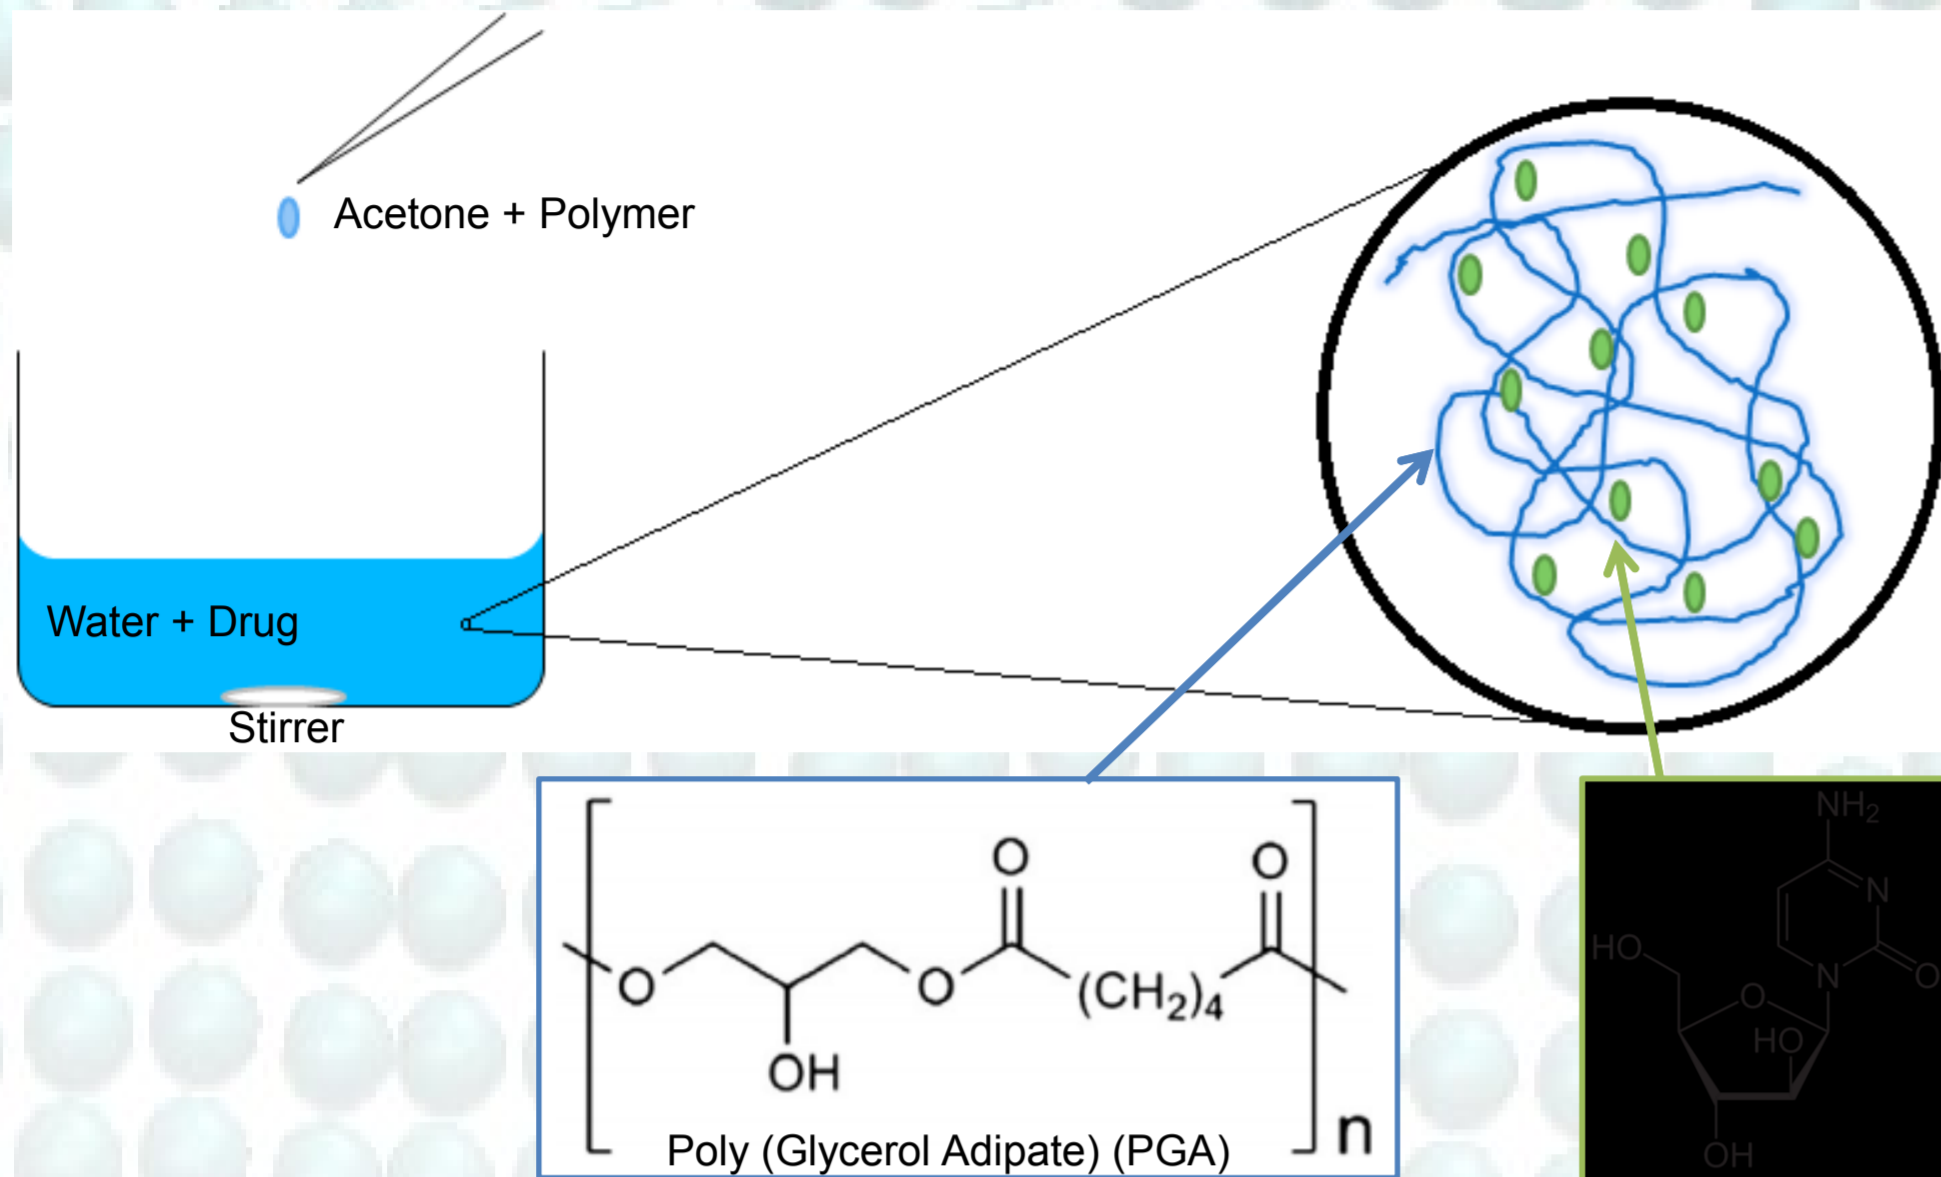 Acetone + Polymer
Water + Drug
Stirrer
O
O
O
O
(CH₂)₄
OH
n
Poly (Glycerol Adipate) (PGA)
NH₂
N
HO
N
O
O
HO
OH